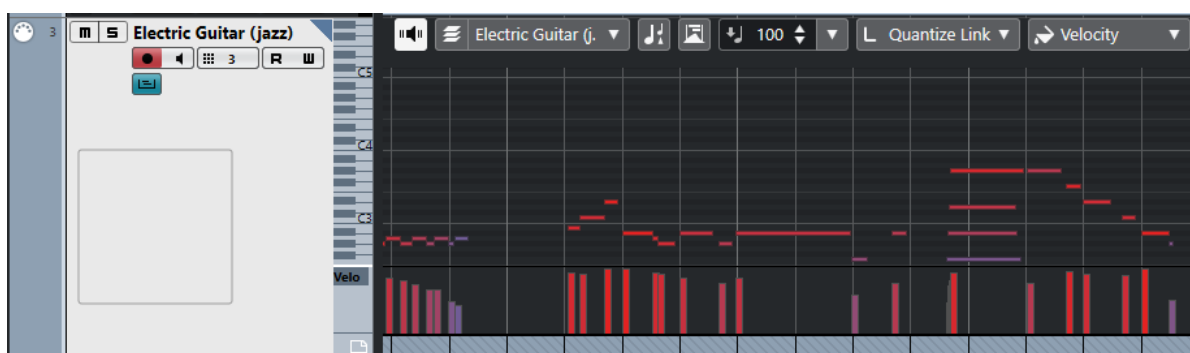 3 M S Electric Guitar (jazz)
3 R W
Electric Guitar (j.
100
L Quantize Link
Velocity
C5
C4
C3
Velo